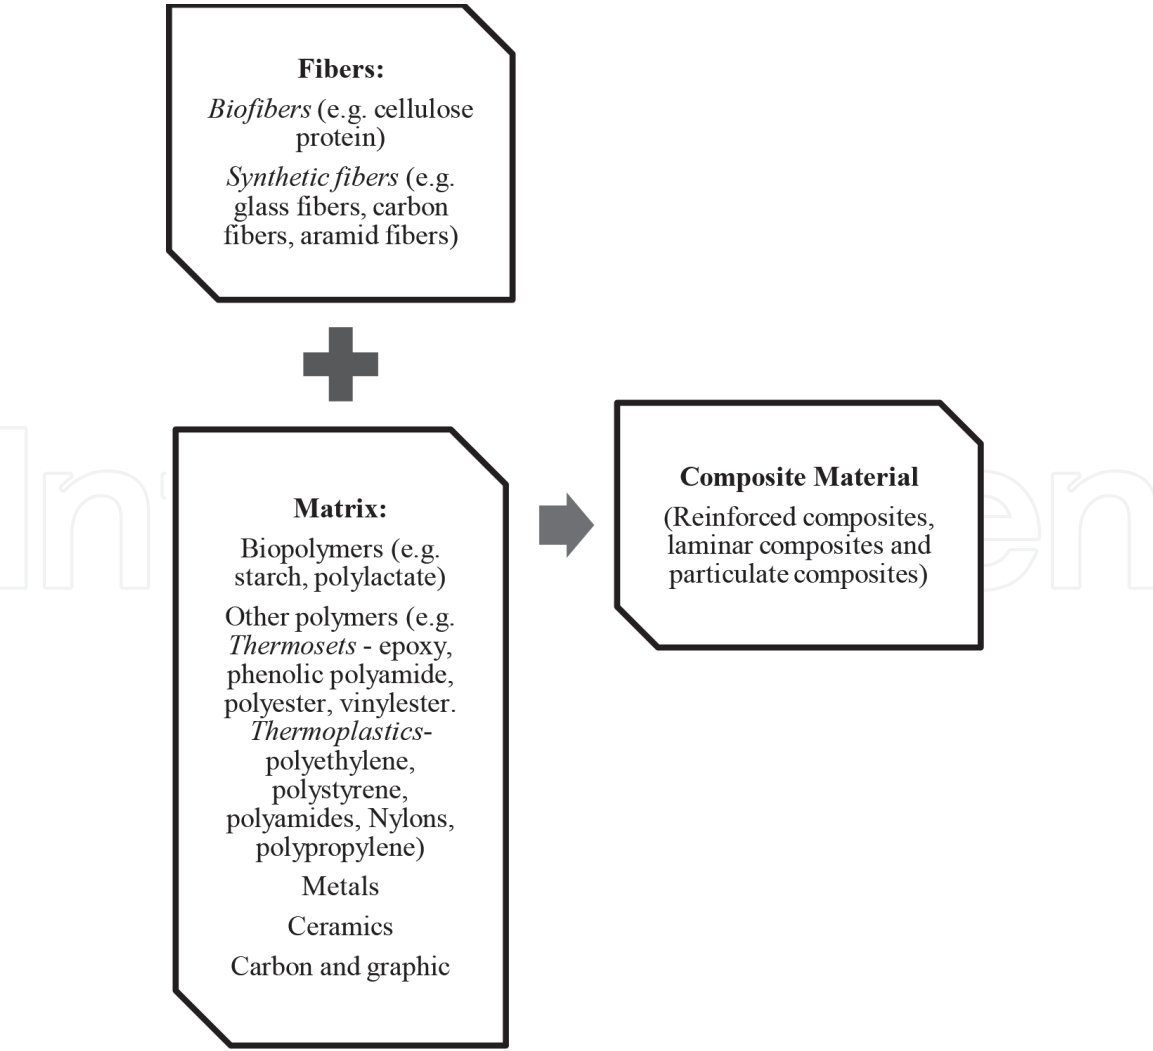 Fibers:
Biofibers (e.g. cellulose
protein)
Synthetic fibers (e.g.
glass fibers, carbon
fibers, aramid fibers)
Matrix:
Biopolymers (e.g.
starch, polylactate)
Other polymers (e.g.
Thermosets - epoxy,
phenolic polyamide,
polyester, vinylester.
Thermoplastics-
polyethylene,
polystyrene,
polyamides, Nylons,
polypropylene)
Metals
Ceramics
Carbon and graphic
Composite Material
(Reinforced composites,
laminar composites and
particulate composites)